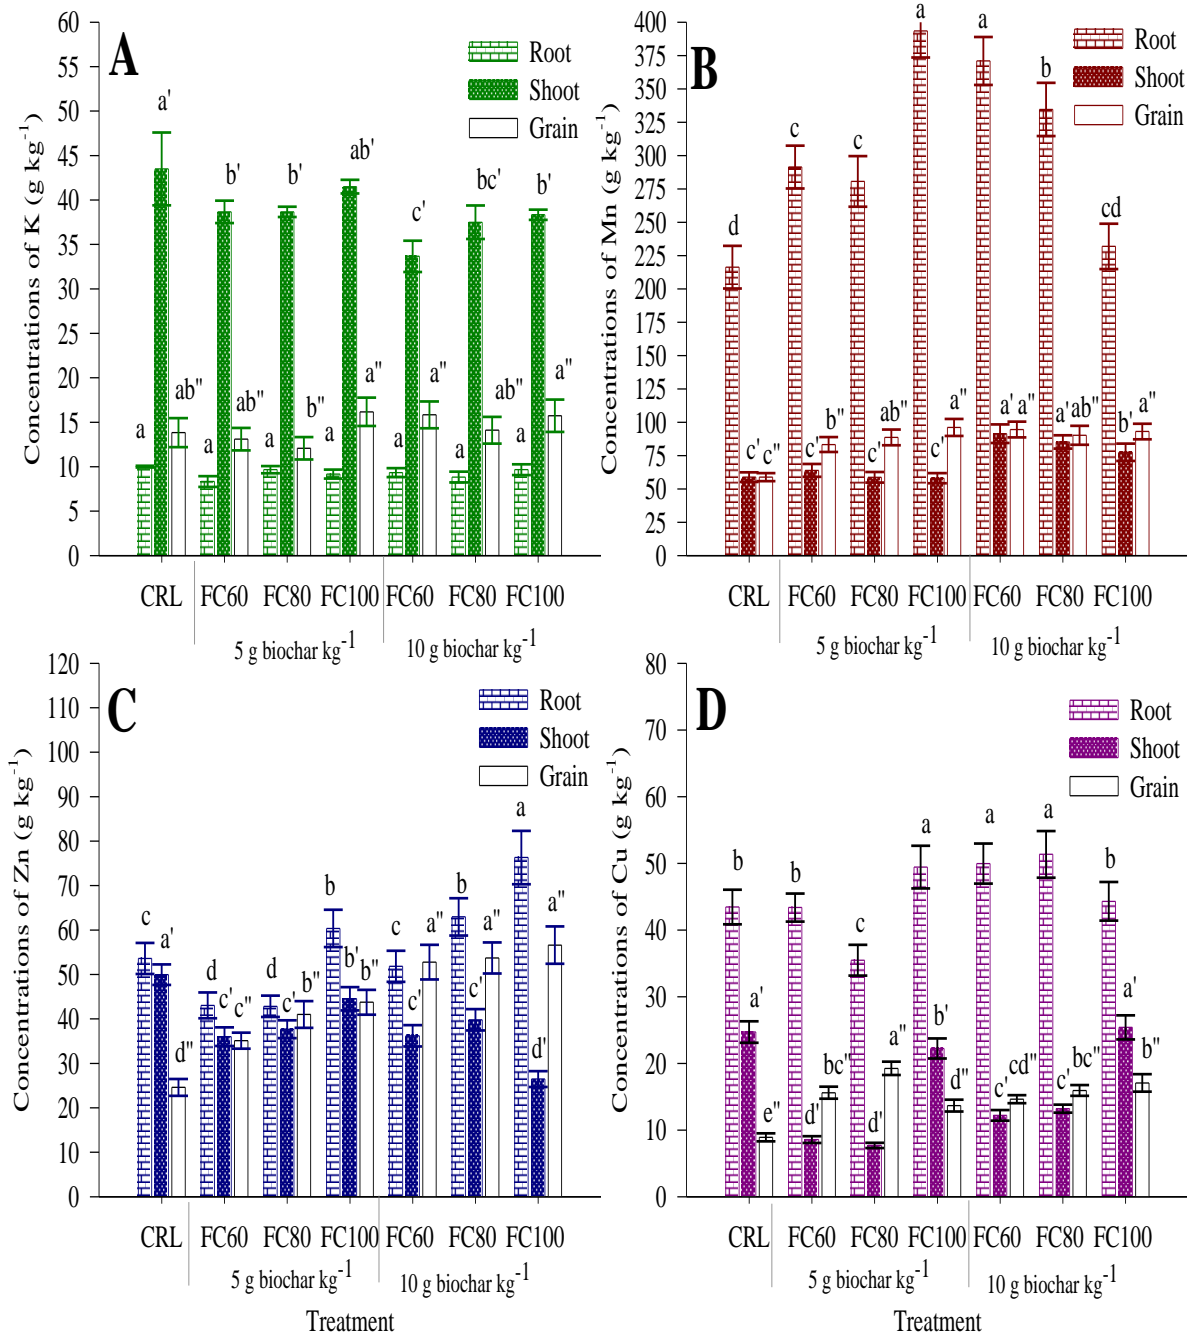 A
Concentrations of K (g kg⁻¹)
60
55
50
45
40
35
30
25
20
15
10
5
0
Root
Shoot
Grain
a a' ab"
a b' ab"
a b' b"
a ab' a"
a c' a"
a bc' ab"
a b' a"
CRL FC60 FC80 FC100 FC60 FC80 FC100
5 g biochar kg⁻¹ 10 g biochar kg⁻¹
B
Concentrations of Mn (g kg⁻¹)
400
375
350
325
300
275
250
225
200
175
150
125
100
75
50
25
0
Root
Shoot
Grain
d c' c"
c c' b"
c c' ab"
a c' a"
a a' a"
b a' ab"
cd b' a"
CRL FC60 FC80 FC100 FC60 FC80 FC100
5 g biochar kg⁻¹ 10 g biochar kg⁻¹
C
Concentrations of Zn (g kg⁻¹)
120
110
100
90
80
70
60
50
40
30
20
10
0
Root
Shoot
Grain
c a' d"
d c' c"
d c' b"
b b' b"
c c' a"
b c' a"
a d' a"
CRL FC60 FC80 FC100 FC60 FC80 FC100
5 g biochar kg⁻¹ 10 g biochar kg⁻¹
Treatment
D
Concentrations of Cu (g kg⁻¹)
80
70
60
50
40
30
20
10
0
Root
Shoot
Grain
b a' e"
b d' bc"
c d' a"
a b' d"
a c' cd"
a c' bc"
b a' b"
CRL FC60 FC80 FC100 FC60 FC80 FC100
5 g biochar kg⁻¹ 10 g biochar kg⁻¹
Treatment